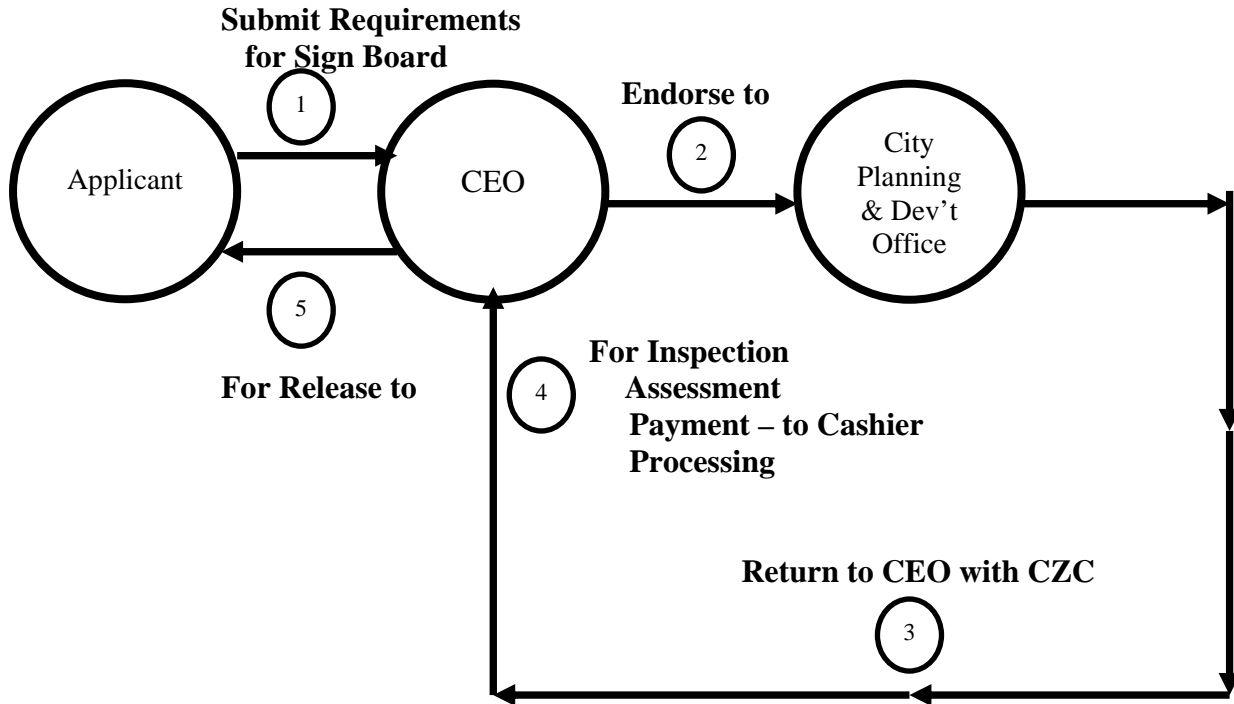 Submit Requirements
for Sign Board
1
Applicant
CEO
Endorse to
2
City
Planning
& Dev’t
Office
5
For Release to
4
For Inspection
Assessment
Payment – to Cashier
Processing
Return to CEO with CZC
3